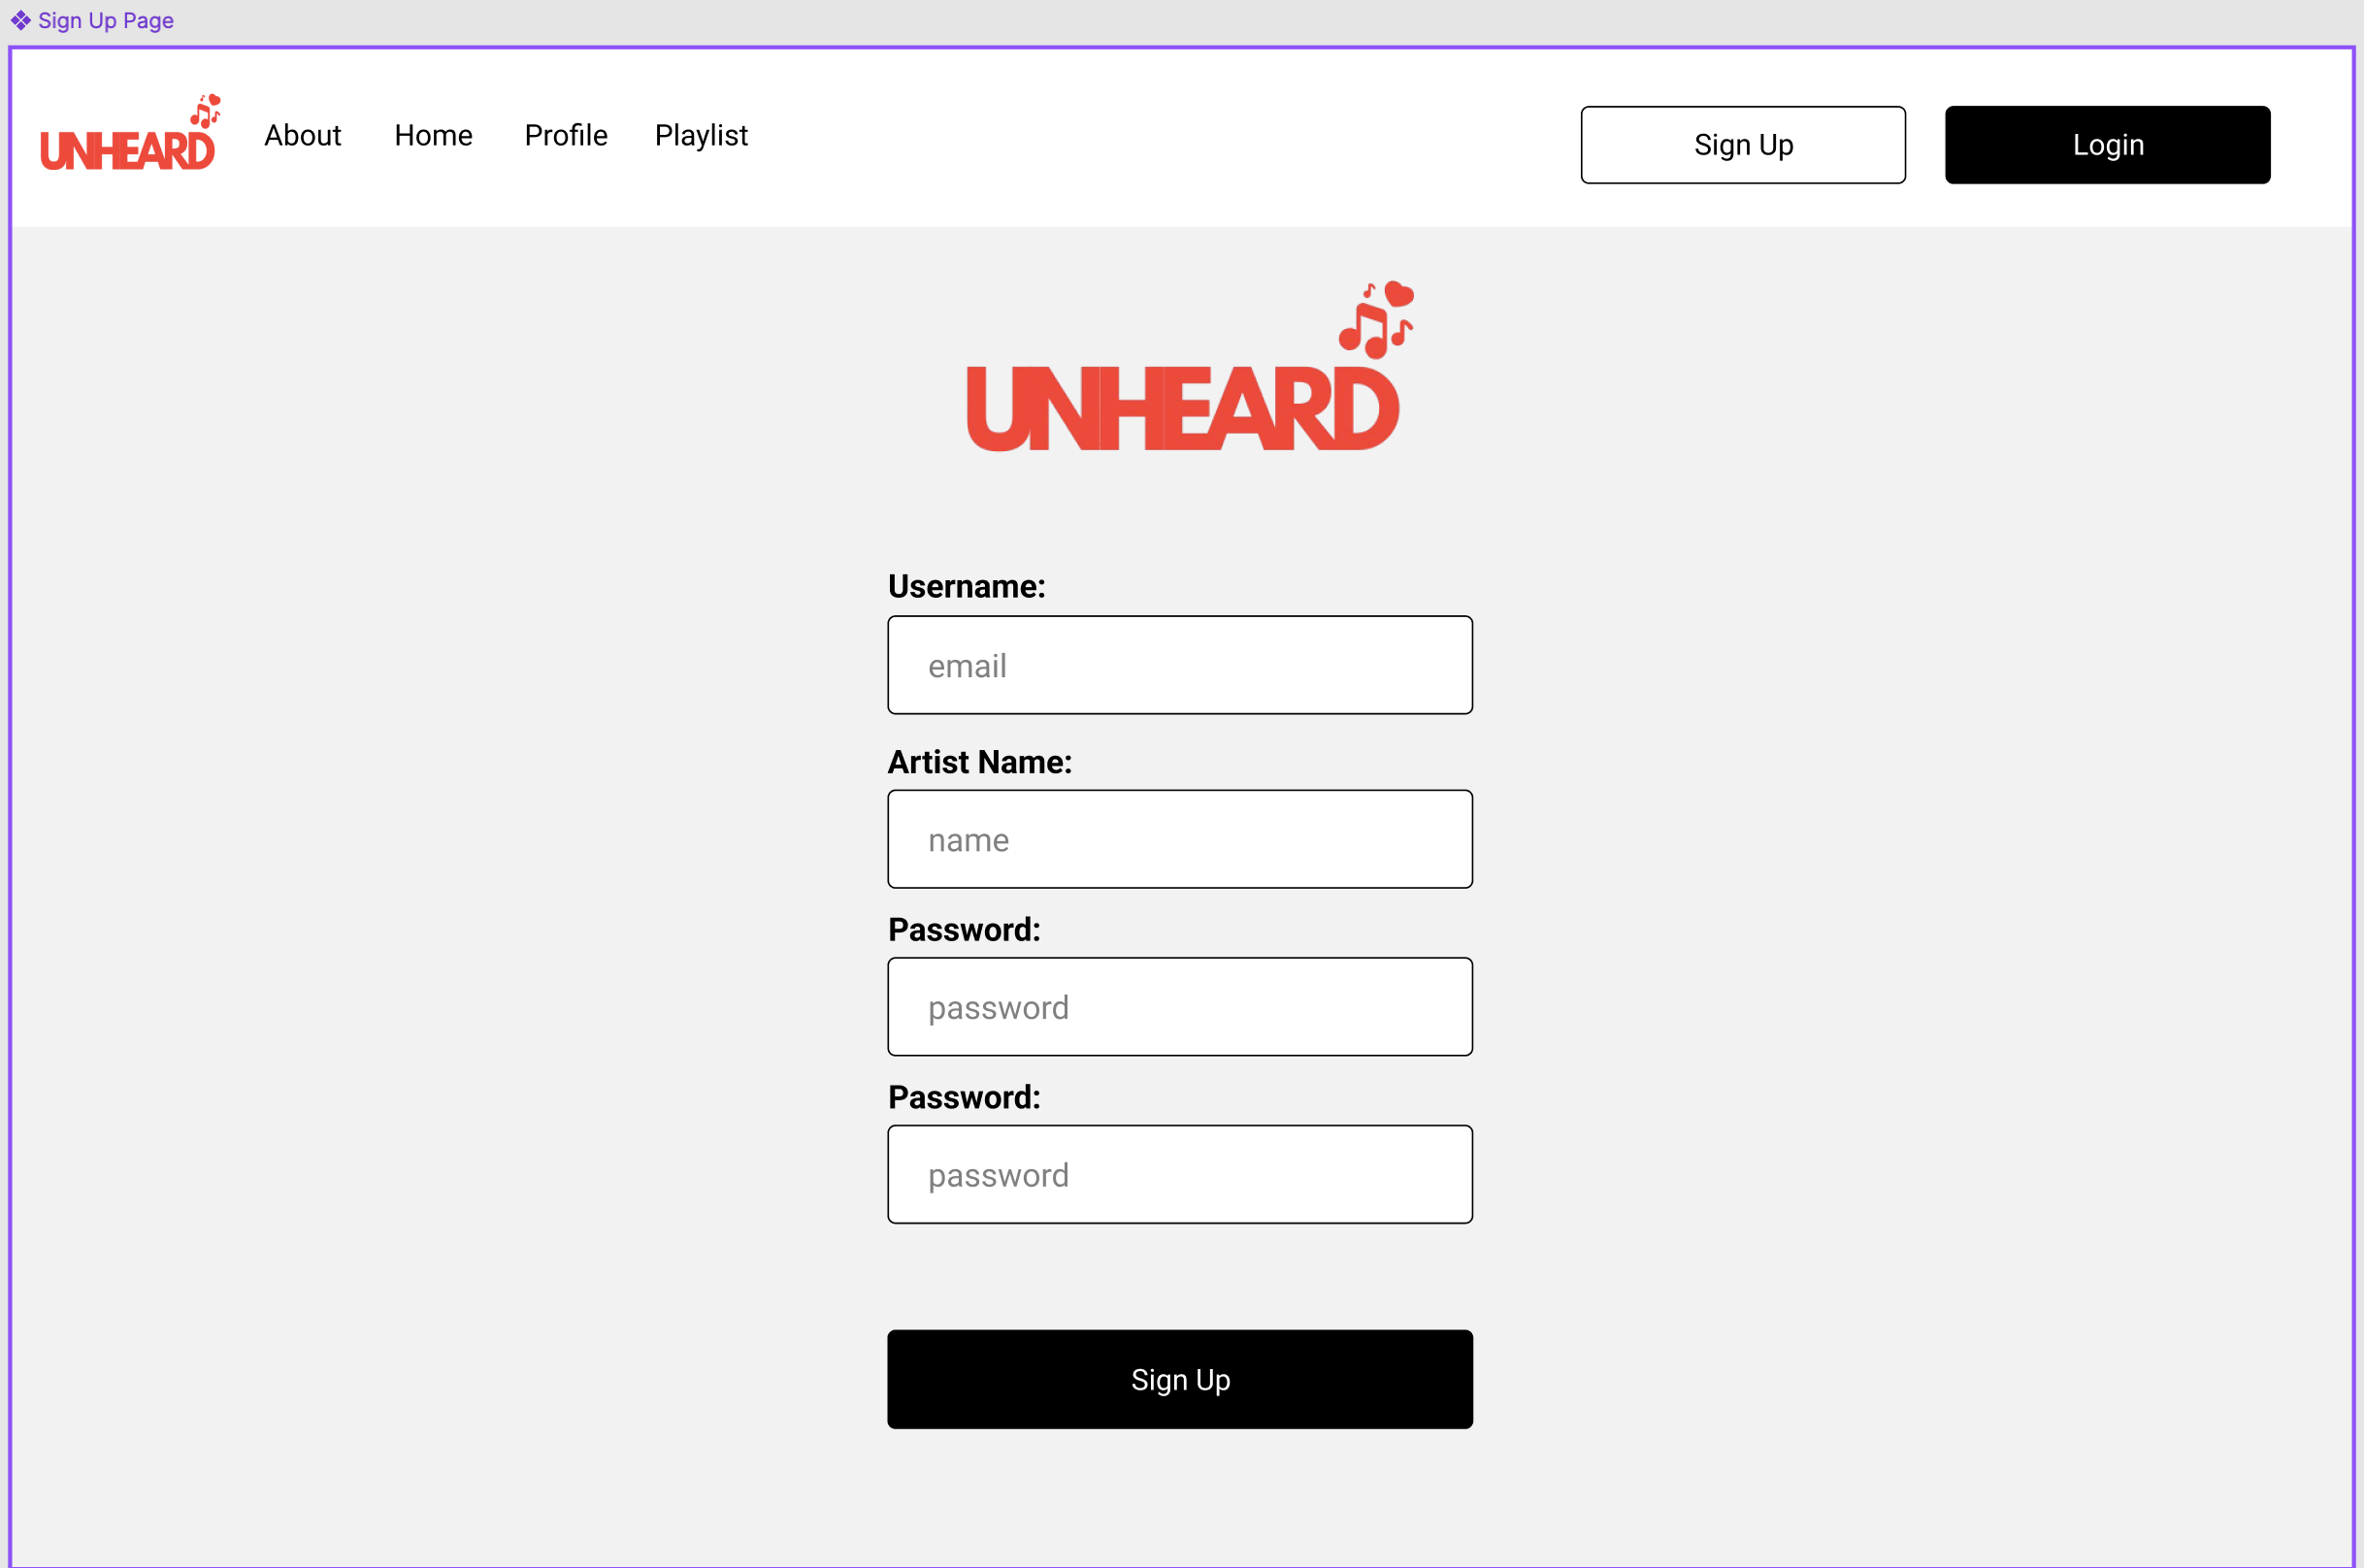 Sign Up Page
UNHEARD
About Home Profile Playlist
Sign Up
Login
UNHEARD
Username:
email
Artist Name:
name
Password:
password
Password:
password
Sign Up